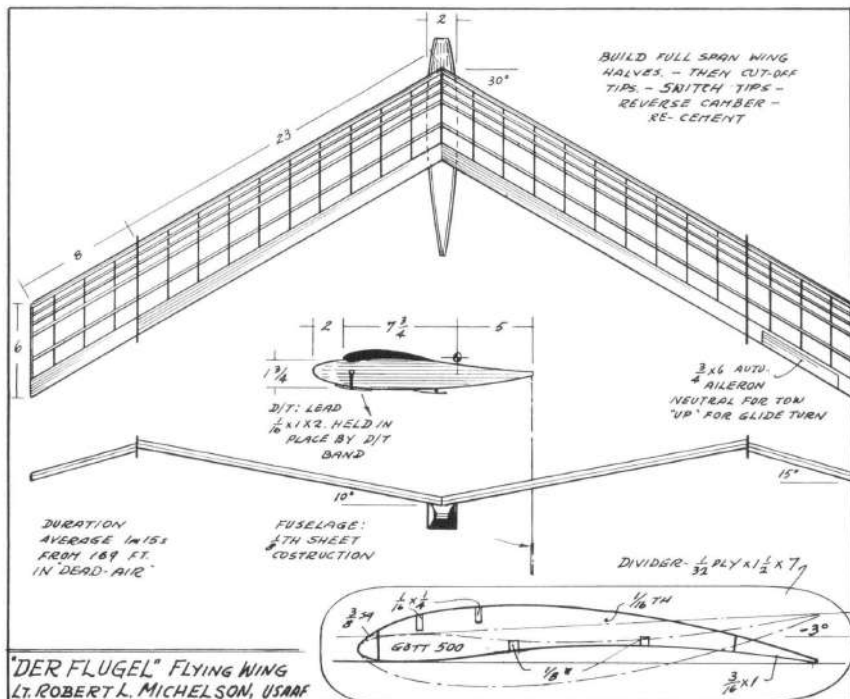 2
30°
BUILD FULL SPAN WING
HALVES. - THEN CUT-OFF
TIPS. - SWITCH TIPS -
REVERSE CAMBER -
RE-CEMENT
23
8
6
2
7 3/4
5
1 3/4
D/T: LEAD
1/16 x 1 x 2. HELD IN
PLACE BY D/T
BAND
3/4 x 6 AUTO-
AILERON
NEUTRAL FOR TOW
"UP" FOR GLIDE TURN
10°
15°
DURATION
AVERAGE 1m 15s
FROM 169 FT.
IN "DEAD-AIR"
FUSELAGE:
1/8 TH SHEET
COSTRUCTION
DIVIDER - 1/32 PLY x 1 1/2 x 7
3/8 SQ
1/16 x 1/4
1/16 TH
-3°
GÖTT 500
1/8 "
3/16 x 1
"DER FLUGEL" FLYING WING
LT. ROBERT L. MICHELSON, USAAF